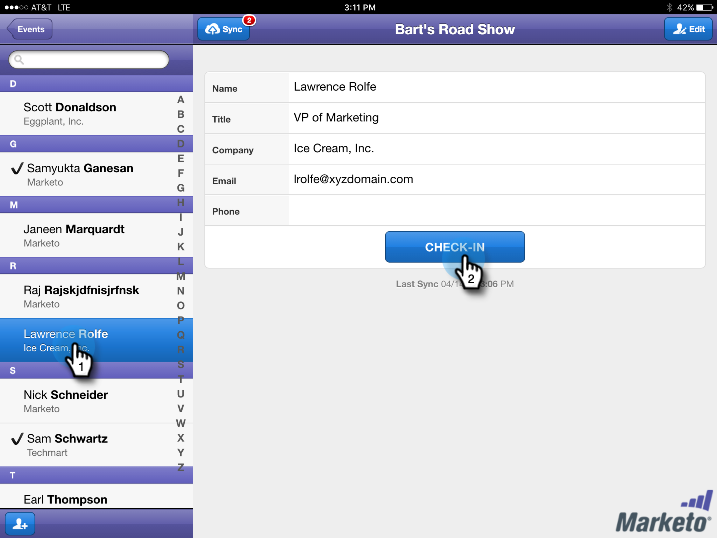 AT&T LTE
3:11 PM
42%
Events
Sync
2
Bart's Road Show
Edit
D
Scott Donaldson
Eggplant, Inc.
G
Samyukta Ganesan
Marketo
M
Janeen Marquardt
Marketo
R
Raj Rajskjdfnisjrfnsk
Marketo
Lawrence Rolfe
Ice Cream, Inc.
1
S
Nick Schneider
Marketo
Sam Schwartz
Techmart
T
Earl Thompson
A
B
C
D
E
F
G
H
I
J
K
L
M
N
O
P
Q
R
S
T
U
V
W
X
Y
Z
Name Lawrence Rolfe
Title VP of Marketing
Company Ice Cream, Inc.
Email lrolfe@xyzdomain.com
Phone
CHECK-IN
2
Last Sync 04/1 :06 PM
Marketo